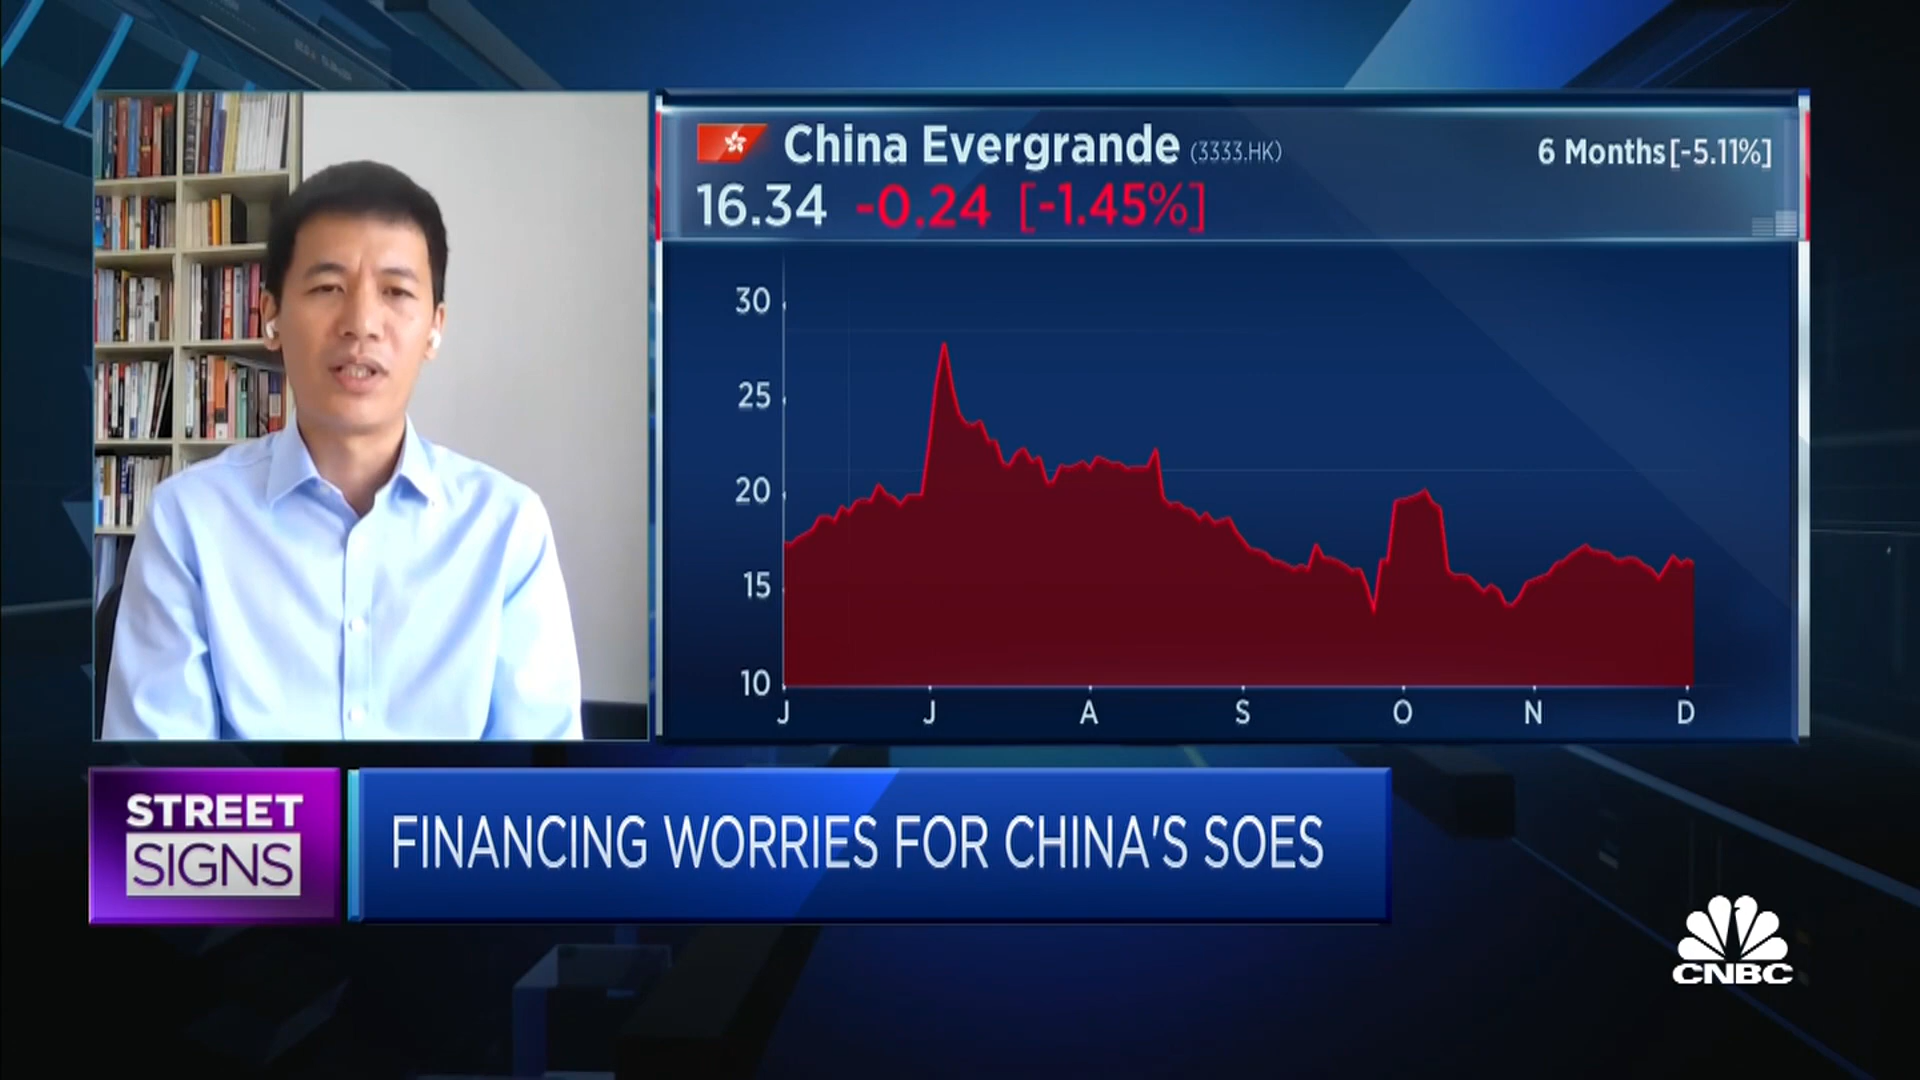 China Evergrande (3333.HK)
6 Months[-5.11%]
16.34 -0.24 [-1.45%]
30
25
20
15
10
J J A S O N D
STREET
SIGNS
FINANCING WORRIES FOR CHINA'S SOES
CNBC